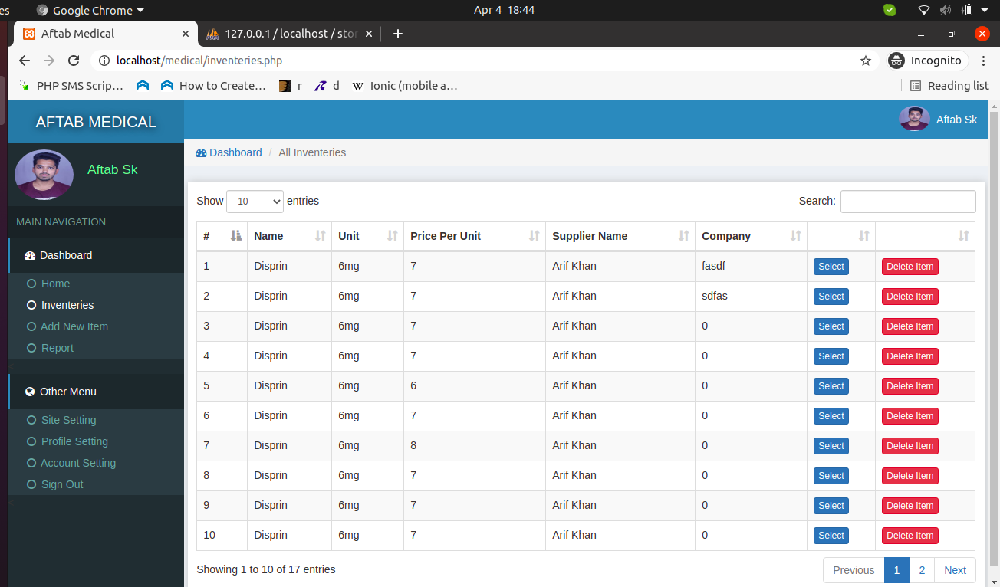 es Google Chrome Apr 4 18:44
Aftab Medical 127.0.0.1 / localhost / stor
localhost/medical/inventeries.php Incognito
PHP SMS Scrip… How to Create… r d W Ionic (mobile a… Reading list
AFTAB MEDICAL Aftab Sk
Aftab Sk
MAIN NAVIGATION
Dashboard
Home
Inventeries
Add New Item
Report
Other Menu
Site Setting
Profile Setting
Account Setting
Sign Out
Dashboard / All Inventeries
Show 10 entries Search:
# Name Unit Price Per Unit Supplier Name Company
1 Disprin 6mg 7 Arif Khan fasdf Select Delete Item
2 Disprin 6mg 7 Arif Khan sdfas Select Delete Item
3 Disprin 6mg 7 Arif Khan 0 Select Delete Item
4 Disprin 6mg 7 Arif Khan 0 Select Delete Item
5 Disprin 6mg 6 Arif Khan 0 Select Delete Item
6 Disprin 6mg 7 Arif Khan 0 Select Delete Item
7 Disprin 6mg 8 Arif Khan 0 Select Delete Item
8 Disprin 6mg 7 Arif Khan 0 Select Delete Item
9 Disprin 6mg 7 Arif Khan 0 Select Delete Item
10 Disprin 6mg 7 Arif Khan 0 Select Delete Item
Showing 1 to 10 of 17 entries Previous 1 2 Next